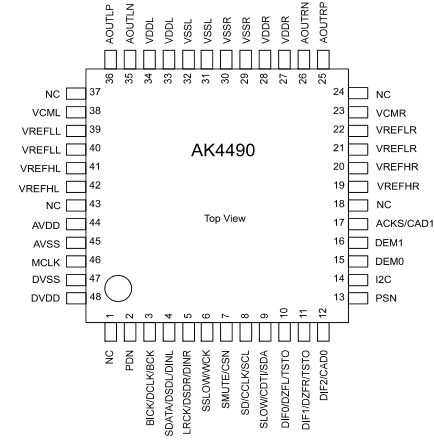 AOUTLP
AOUTLN
VDDL
VDDL
VSSL
VSSL
VSSR
VSSR
VDDR
VDDR
AOUTRN
AOUTRP
36
35
34
33
32
31
30
29
28
27
26
25
NC 37
VCML 38
VREFLL 39
VREFLL 40
VREFHL 41
VREFHL 42
NC 43
AVDD 44
AVSS 45
MCLK 46
DVSS 47
DVDD 48
AK4490
Top View
24 NC
23 VCMR
22 VREFLR
21 VREFLR
20 VREFHR
19 VREFHR
18 NC
17 ACKS/CAD1
16 DEM1
15 DEM0
14 I2C
13 PSN
1
2
3
4
5
6
7
8
9
10
11
12
NC
PDN
BICK/DCLK/BCK
SDATA/DSDL/DINL
LRCK/DSDR/DINR
SSLOW/WCK
SMUTE/CSN
SD/CCLK/SCL
SLOW/CDTI/SDA
DIF0/DZFL/TSTO
DIF1/DZFR/TSTO
DIF2/CAD0